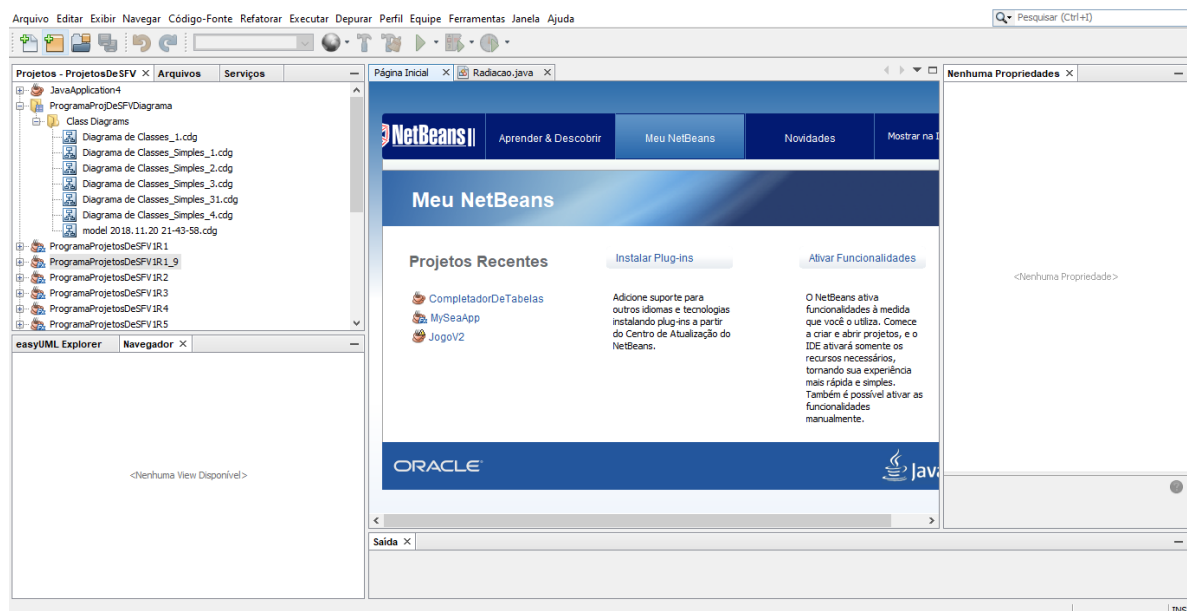 Arquivo Editar Exibir Navegar Código-Fonte Refatorar Executar Depurar Perfil Equipe Ferramentas Janela Ajuda
Pesquisar (Ctrl+I)
Projetos - ProjetosDeSFV Arquivos Serviços
JavaApplication4
ProgramaProjDeSFVDiagrama
Class Diagrams
Diagrama de Classes_1.cdg
Diagrama de Classes_Simples_1.cdg
Diagrama de Classes_Simples_2.cdg
Diagrama de Classes_Simples_3.cdg
Diagrama de Classes_Simples_31.cdg
Diagrama de Classes_Simples_4.cdg
model 2018.11.20 21-43-58.cdg
ProgramaProjetosDeSFV1R1
ProgramaProjetosDeSFV1R1_9
ProgramaProjetosDeSFV1R2
ProgramaProjetosDeSFV1R3
ProgramaProjetosDeSFV1R4
ProgramaProjetosDeSFV1R5
easyUML Explorer Navegador
<Nenhuma View Disponível>
Página Inicial Radiacao.java
NetBeans Aprender & Descobrir Meu NetBeans Novidades Mostrar na I
Meu NetBeans
Projetos Recentes
CompletadorDeTabelas
MySeaApp
JogoV2
Instalar Plug-ins
Adicione suporte para
outros idiomas e tecnologias
instalando plug-ins a partir
do Centro de Atualização do
NetBeans.
Ativar Funcionalidades
O NetBeans ativa
funcionalidades à medida
que você o utiliza. Comece
a criar e abrir projetos, e o
IDE ativará somente os
recursos necessários,
tornando sua experiência
mais rápida e simples.
Também é possível ativar as
funcionalidades
manualmente.
ORACLE
Java
Nenhuma Propriedades
<Nenhuma Propriedade>
Saída
INS